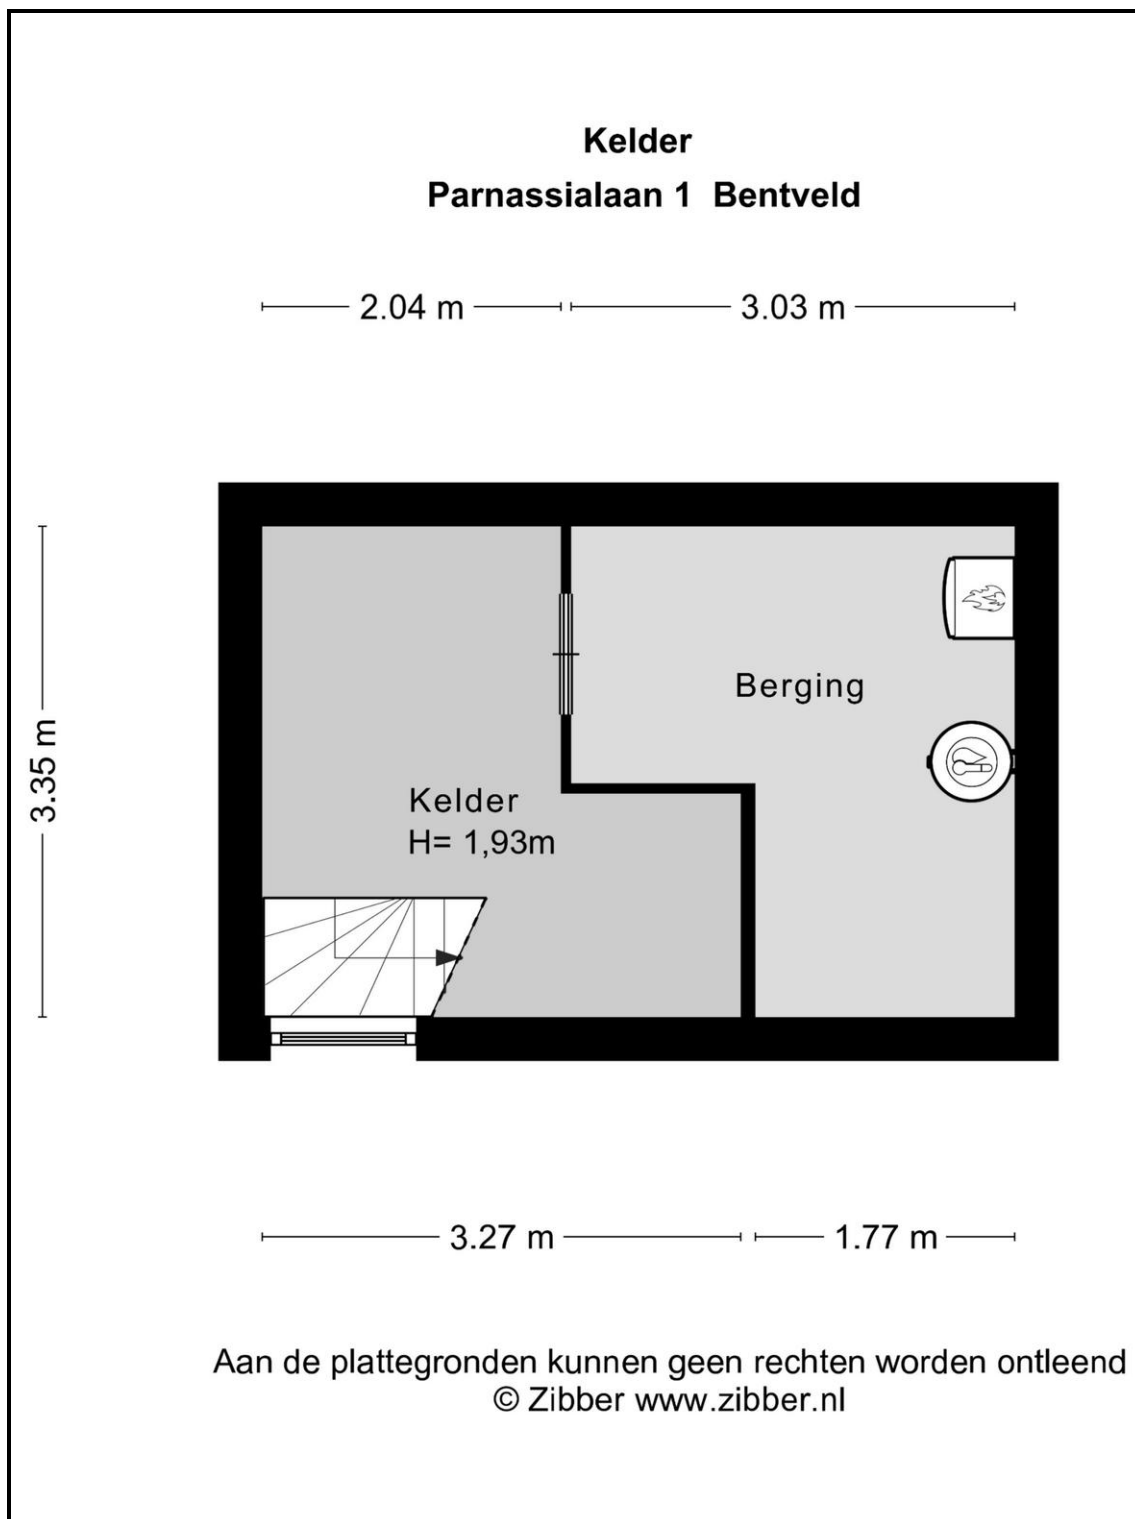 Kelder
Parnassialaan 1  Bentveld
2.04 m
3.03 m
Berging
3.35 m
Kelder
H= 1,93m
3.27 m
1.77 m
Aan de plattegronden kunnen geen rechten worden ontleend
© Zibber www.zibber.nl